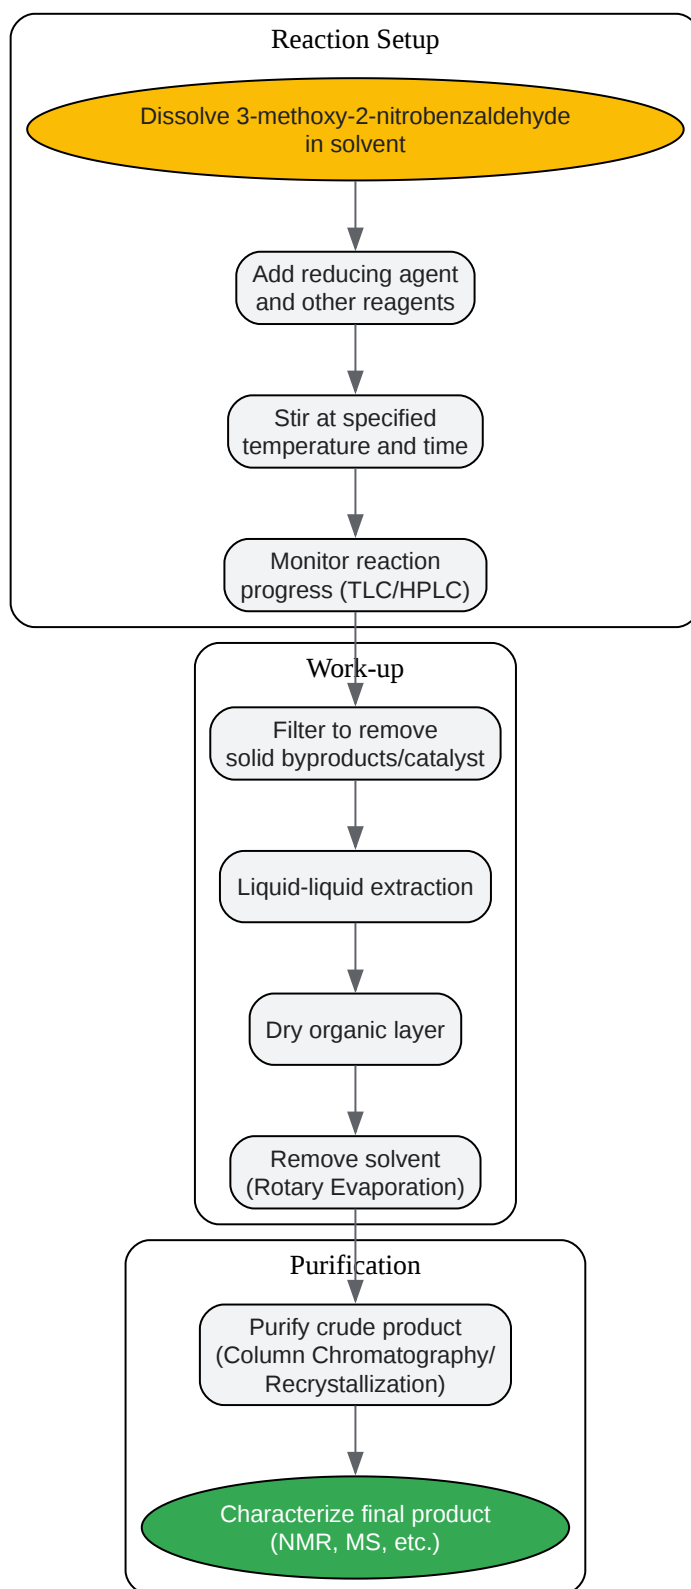 Reaction Setup
Dissolve 3-methoxy-2-nitrobenzaldehyde
in solvent
Add reducing agent
and other reagents
Stir at specified
temperature and time
Monitor reaction
progress (TLC/HPLC)
Work-up
Filter to remove
solid byproducts/catalyst
Liquid-liquid extraction
Dry organic layer
Remove solvent
(Rotary Evaporation)
Purification
Purify crude product
(Column Chromatography/
Recrystallization)
Characterize final product
(NMR, MS, etc.)